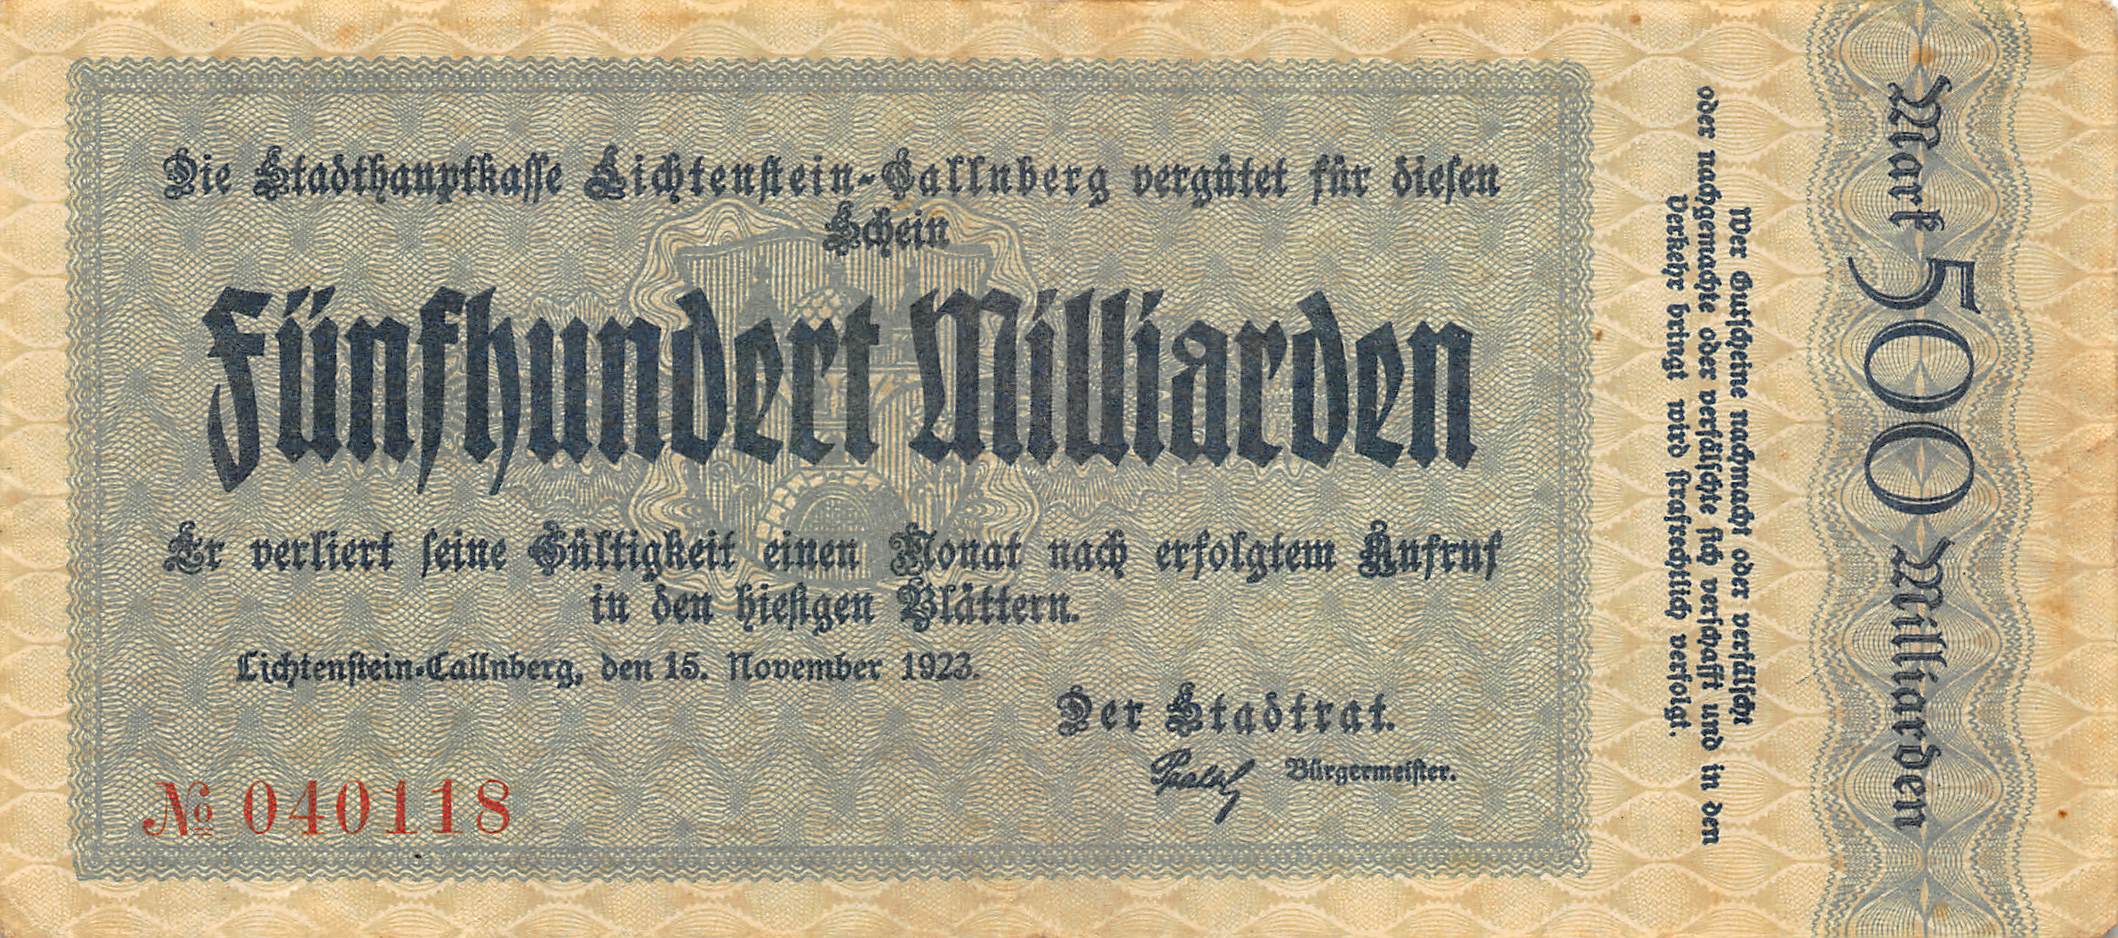 Die Stadthauptkasse Lichtenstein-Callnberg vergütet für diesen
Schein
Fünfhundert Milliarden
Er verliert seine Gültigkeit einen Monat nach erfolgtem Aufruf
in den hiesigen Blättern.
Lichtenstein-Callnberg, den 15. November 1923.
Der Stadtrat.
Bürgermeister.
№ 040118
Wer Gutscheine nachmacht oder verfälscht
oder nachgemachte oder verfälschte sich verschafft und in den
Verkehr bringt wird strafrechtlich verfolgt.
Mark 500 Milliarden